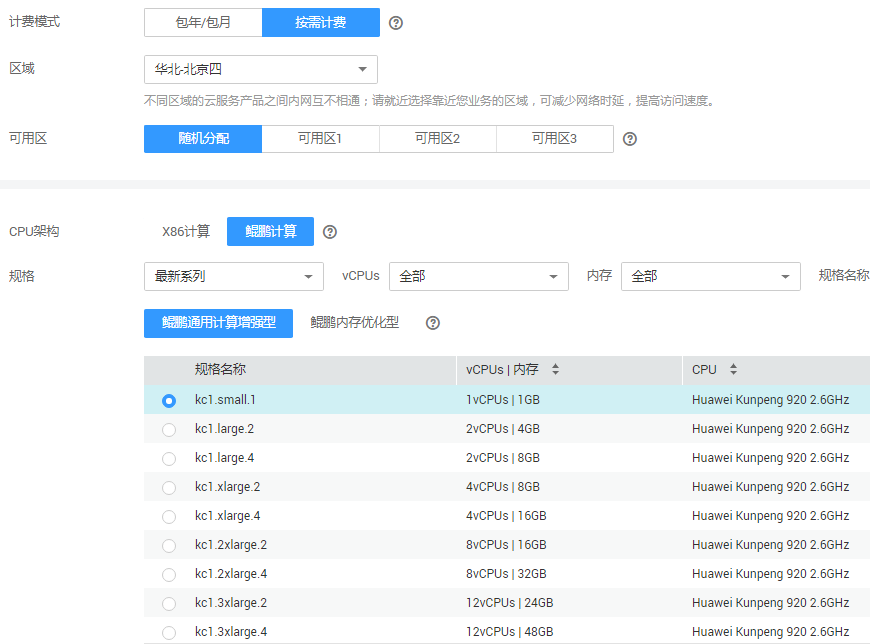 计费模式 包年/包月 按需计费 ?
区域 华北-北京四
不同区域的云服务产品之间内网互不相通；请就近选择靠近您业务的区域，可减少网络时延，提高访问速度。
可用区 随机分配 可用区1 可用区2 可用区3 ?
CPU架构 X86计算 鲲鹏计算 ?
规格 最新系列 vCPUs 全部 内存 全部 规格名称
鲲鹏通用计算增强型 鲲鹏内存优化型 ?
规格名称 vCPUs | 内存 CPU
kc1.small.1 1vCPUs | 1GB Huawei Kunpeng 920 2.6GHz
kc1.large.2 2vCPUs | 4GB Huawei Kunpeng 920 2.6GHz
kc1.large.4 2vCPUs | 8GB Huawei Kunpeng 920 2.6GHz
kc1.xlarge.2 4vCPUs | 8GB Huawei Kunpeng 920 2.6GHz
kc1.xlarge.4 4vCPUs | 16GB Huawei Kunpeng 920 2.6GHz
kc1.2xlarge.2 8vCPUs | 16GB Huawei Kunpeng 920 2.6GHz
kc1.2xlarge.4 8vCPUs | 32GB Huawei Kunpeng 920 2.6GHz
kc1.3xlarge.2 12vCPUs | 24GB Huawei Kunpeng 920 2.6GHz
kc1.3xlarge.4 12vCPUs | 48GB Huawei Kunpeng 920 2.6GHz